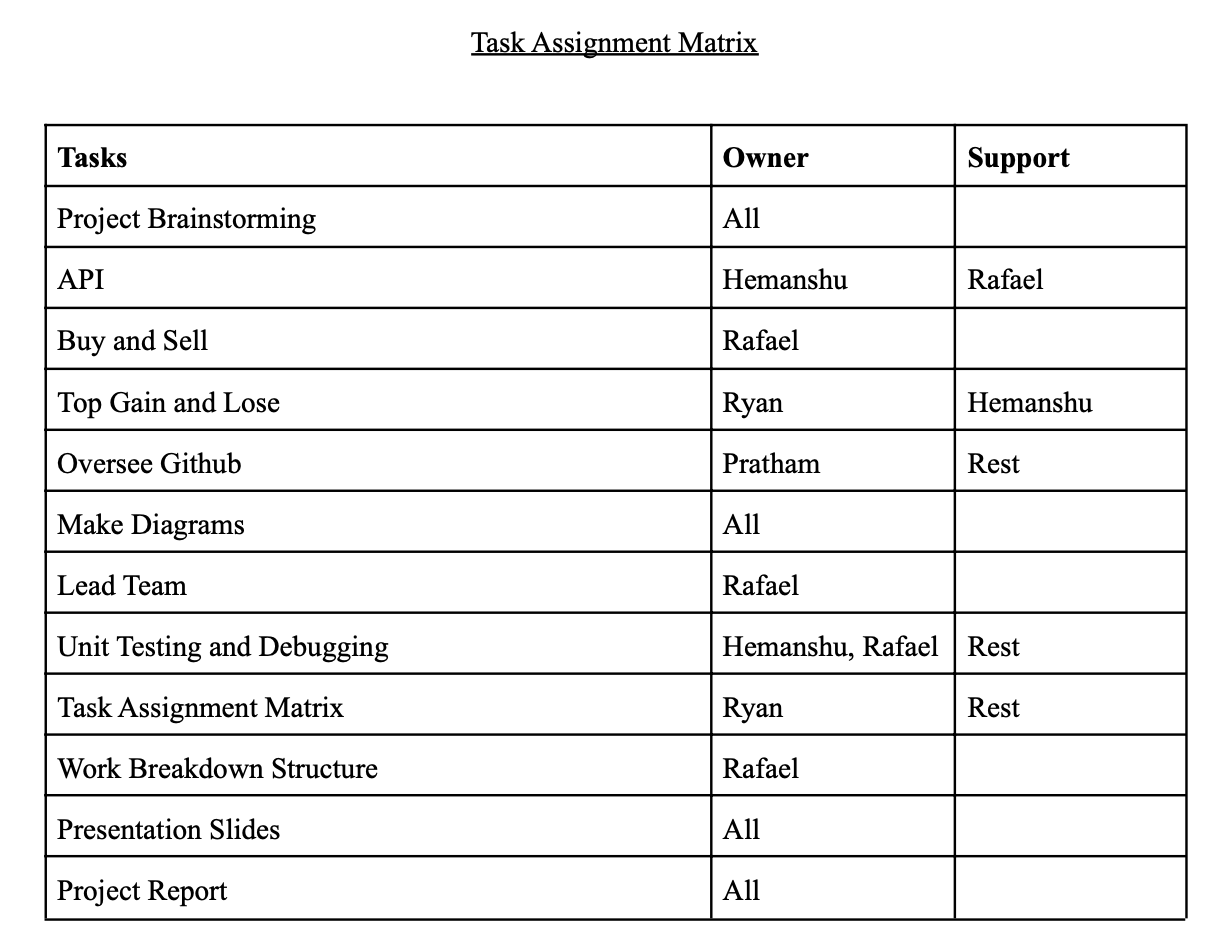 Task Assignment Matrix
Tasks Owner Support
Project Brainstorming All
API Hemanshu Rafael
Buy and Sell Rafael
Top Gain and Lose Ryan Hemanshu
Oversee Github Pratham Rest
Make Diagrams All
Lead Team Rafael
Unit Testing and Debugging Hemanshu, Rafael Rest
Task Assignment Matrix Ryan Rest
Work Breakdown Structure Rafael
Presentation Slides All
Project Report All